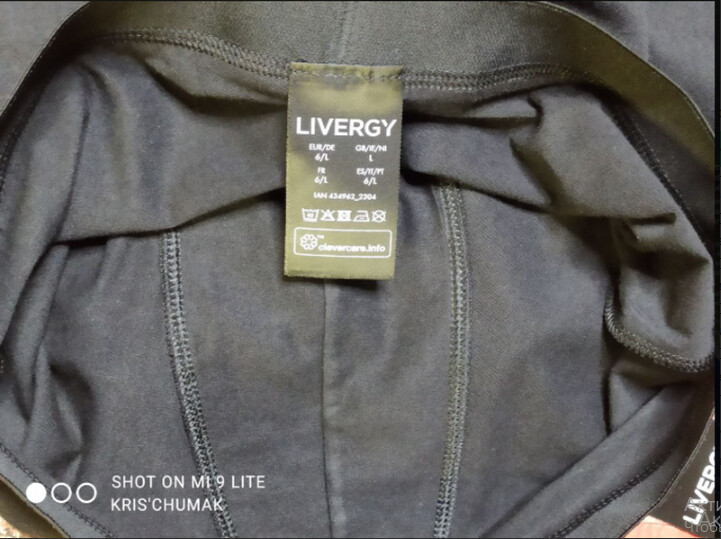 LIVERGY
EUR/DE GB/IE/NI
6/L L
FR ES/IT/PT
6/L 6/L
IAN 434962_2304
clevercare.info
SHOT ON MI 9 LITE
KRIS'CHUMAK